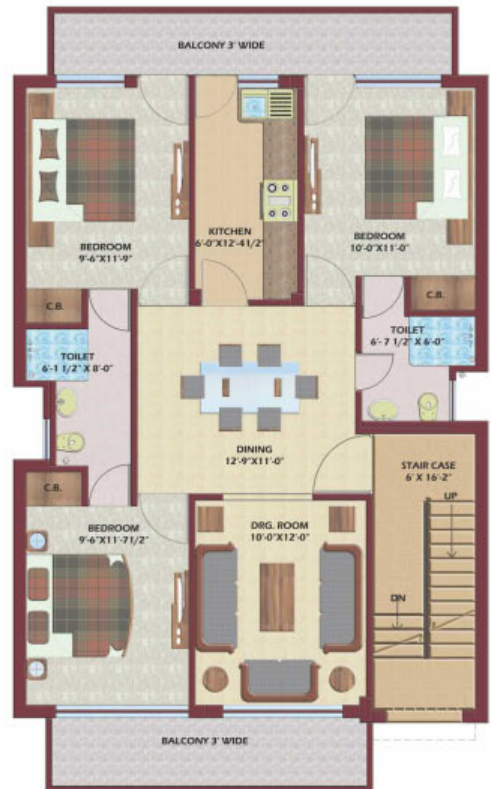 BALCONY 3' WIDE
KITCHEN
6'-0"X12'-41/2"
BEDROOM
9'-6"X11'-9"
BEDROOM
10'-0X11'-0"
C.B.
C.B.
TOILET
6'-1 1/2" X 8'-0"
TOILET
6'- 7 1/2" X 6'-0"
DINING
12'-9"X11'-0"
STAIR CASE
6' X 16'-2"
UP
C.B.
BEDROOM
9'-6"X11'-71/2"
DRG. ROOM
10'-0"X12'-0"
DN
BALCONY 3' WIDE